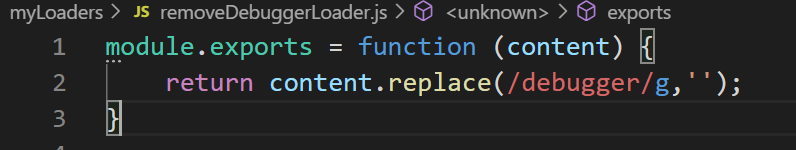 myLoaders > JS removeDebuggerLoader.js > <unknown> > exports
1 module.exports = function (content) {
2 return content.replace(/debugger/g,'');
3 }